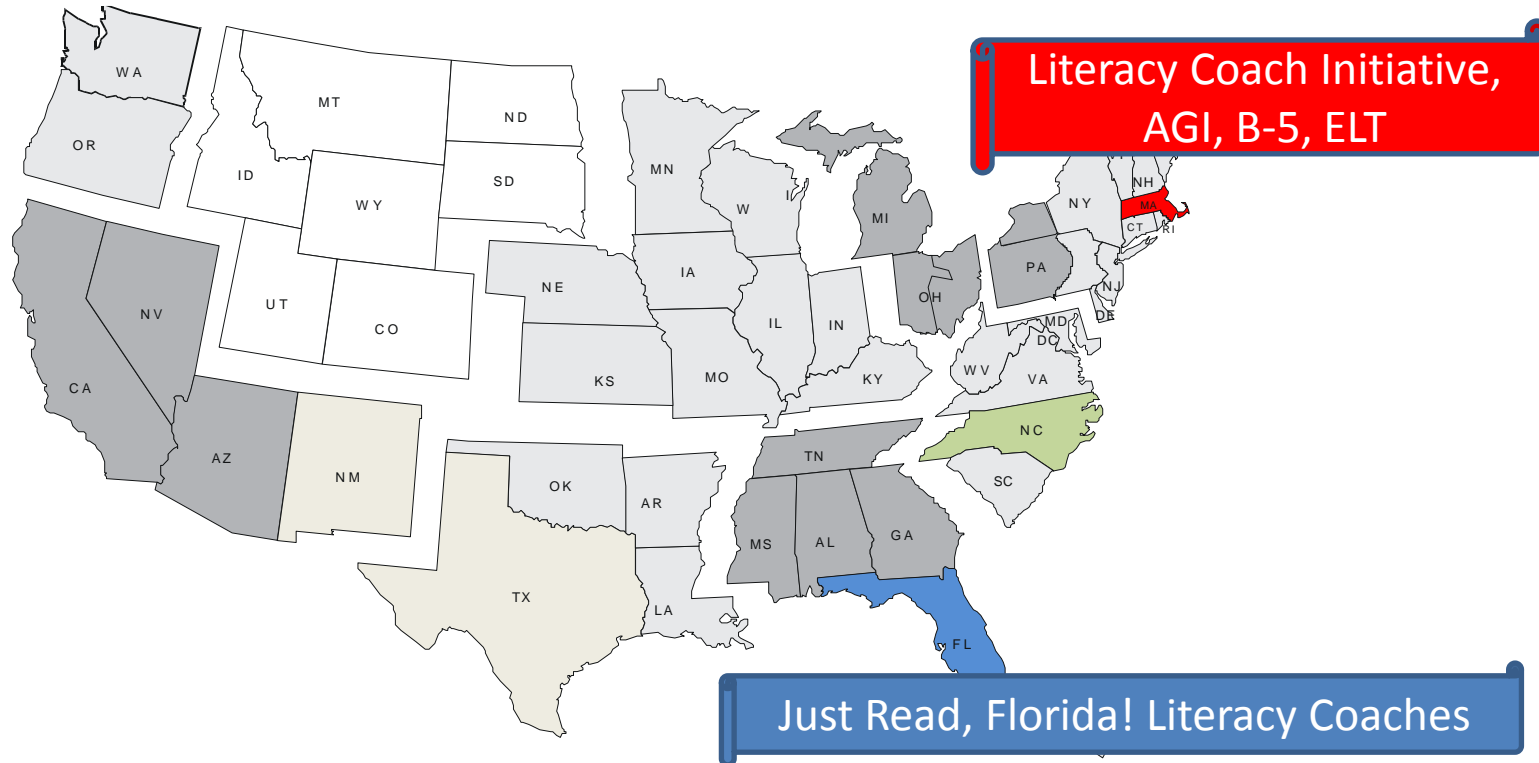 Literacy Coach Initiative,
AGI, B-5, ELT
WA
MT
ND
OR
MN
ID
SD
W
I
WY
MI
NH
NY
MA
CT
RI
IA
PA
NE
NV
UT
OH
NJ
CO
IL
IN
DE
MD
DC
WV
CA
KS
MO
KY
VA
NC
TN
AZ
NM
OK
SC
AR
MS
AL
GA
TX
LA
FL
Just Read, Florida! Literacy Coaches